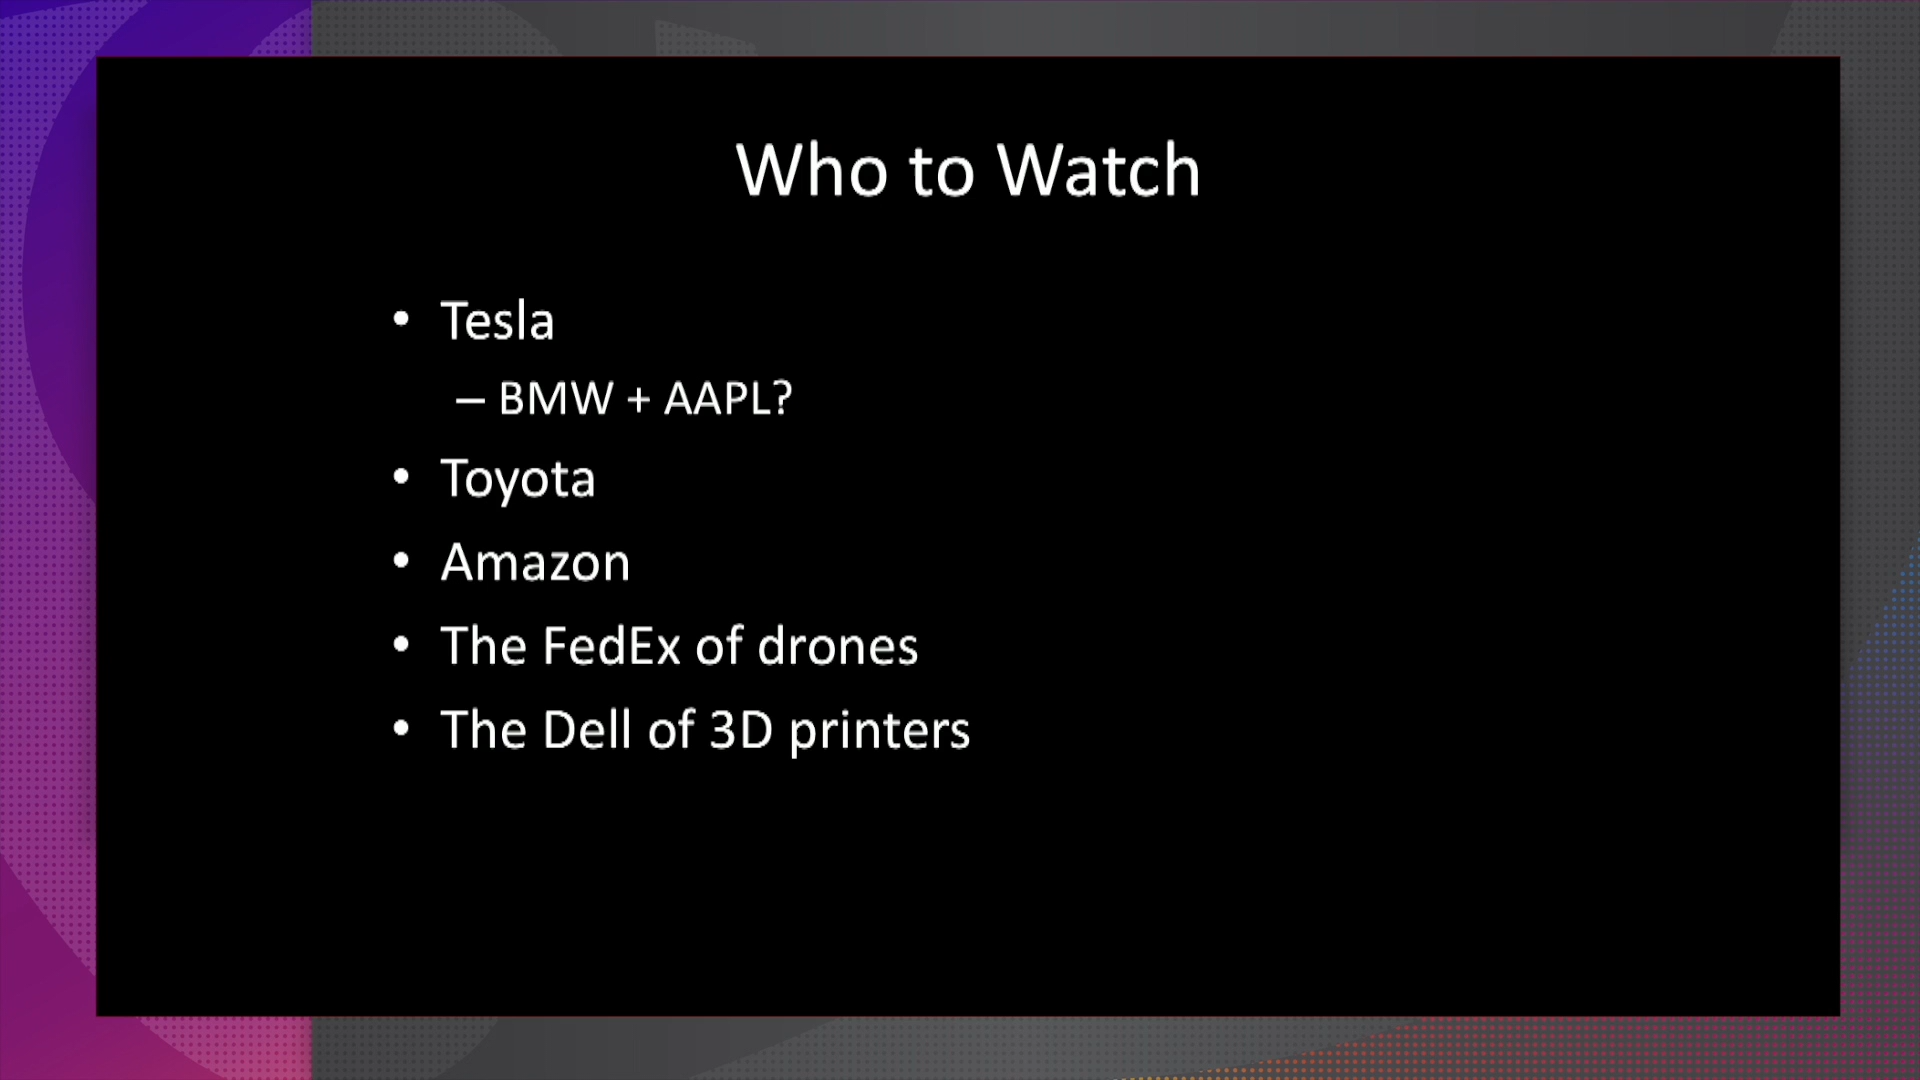 Who to Watch
• Tesla
– BMW + AAPL?
• Toyota
• Amazon
• The FedEx of drones
• The Dell of 3D printers